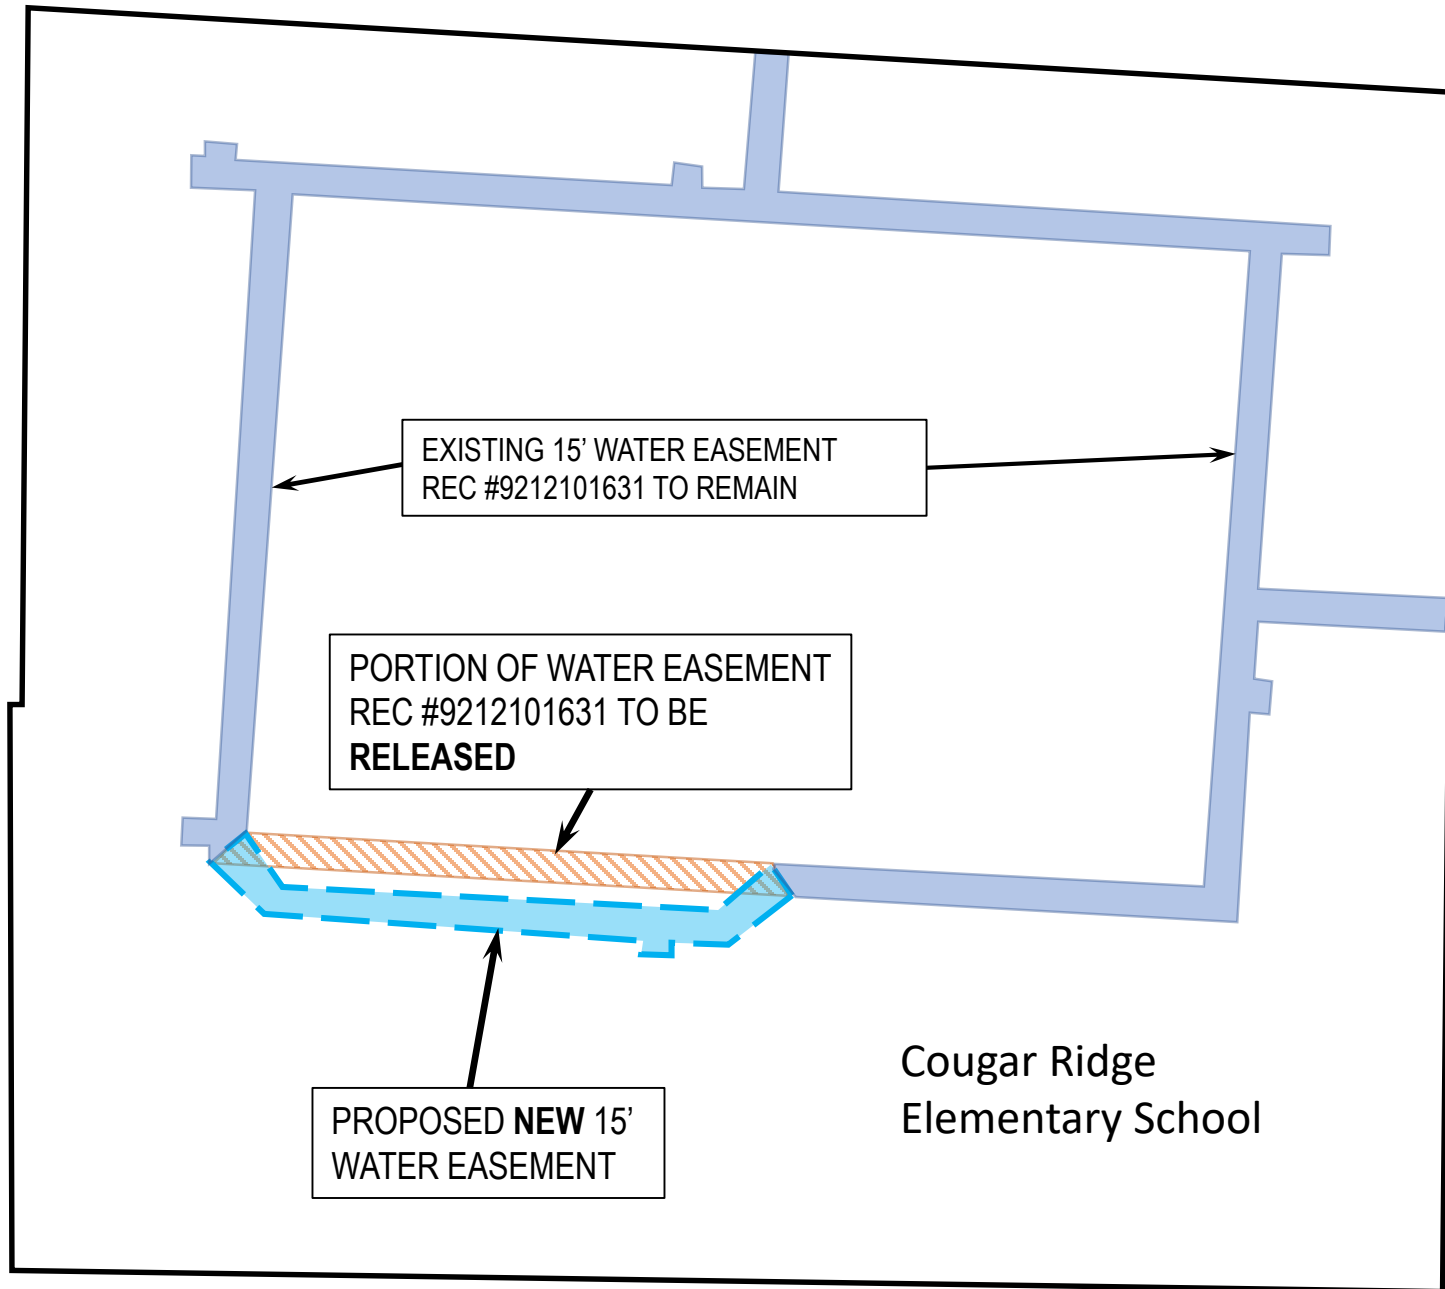 EXISTING 15’ WATER EASEMENT
REC #9212101631 TO REMAIN
PORTION OF WATER EASEMENT
REC #9212101631 TO BE
RELEASED
PROPOSED NEW 15’
WATER EASEMENT
Cougar Ridge
Elementary School